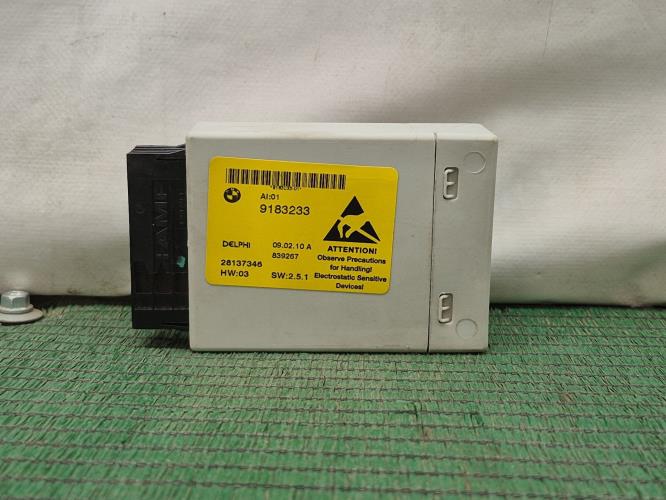 AI:01
9183233
DELPHI 09.02.10 A
839267
28137346
HW:03 SW:2.5.1
ATTENTION!
Observe Precautions
for Handling!
Electrostatic Sensitive
Devices!
AMP
E
E